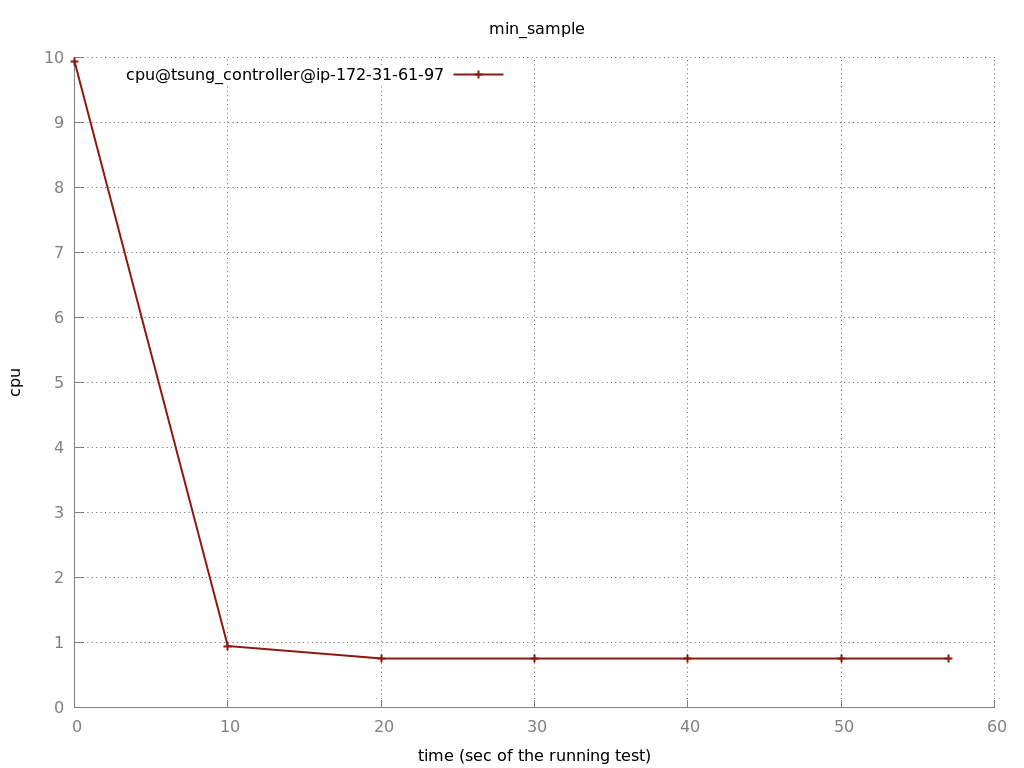 min_sample
cpu@tsung_controller@ip-172-31-61-97
10
9
8
7
6
5
4
3
2
1
0
cpu
0 10 20 30 40 50 60
time (sec of the running test)